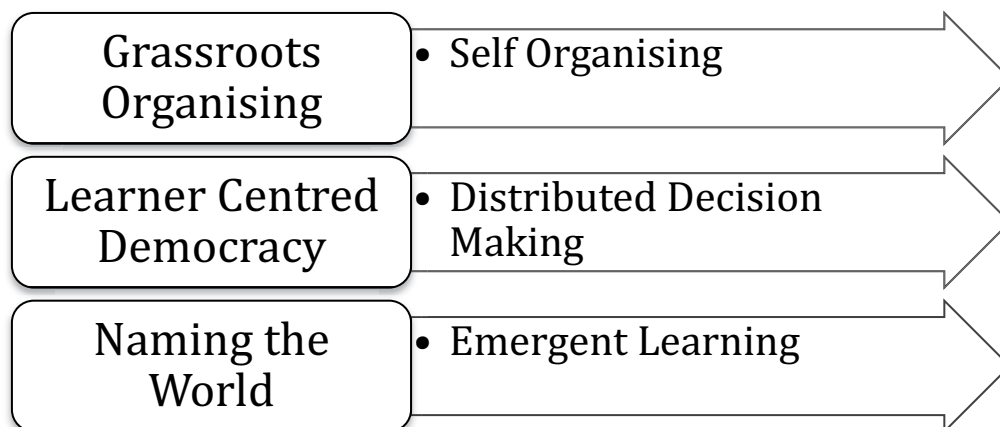 Grassroots
Organising
• Self Organising
Learner Centred
Democracy
• Distributed Decision
Making
Naming the
World
• Emergent Learning